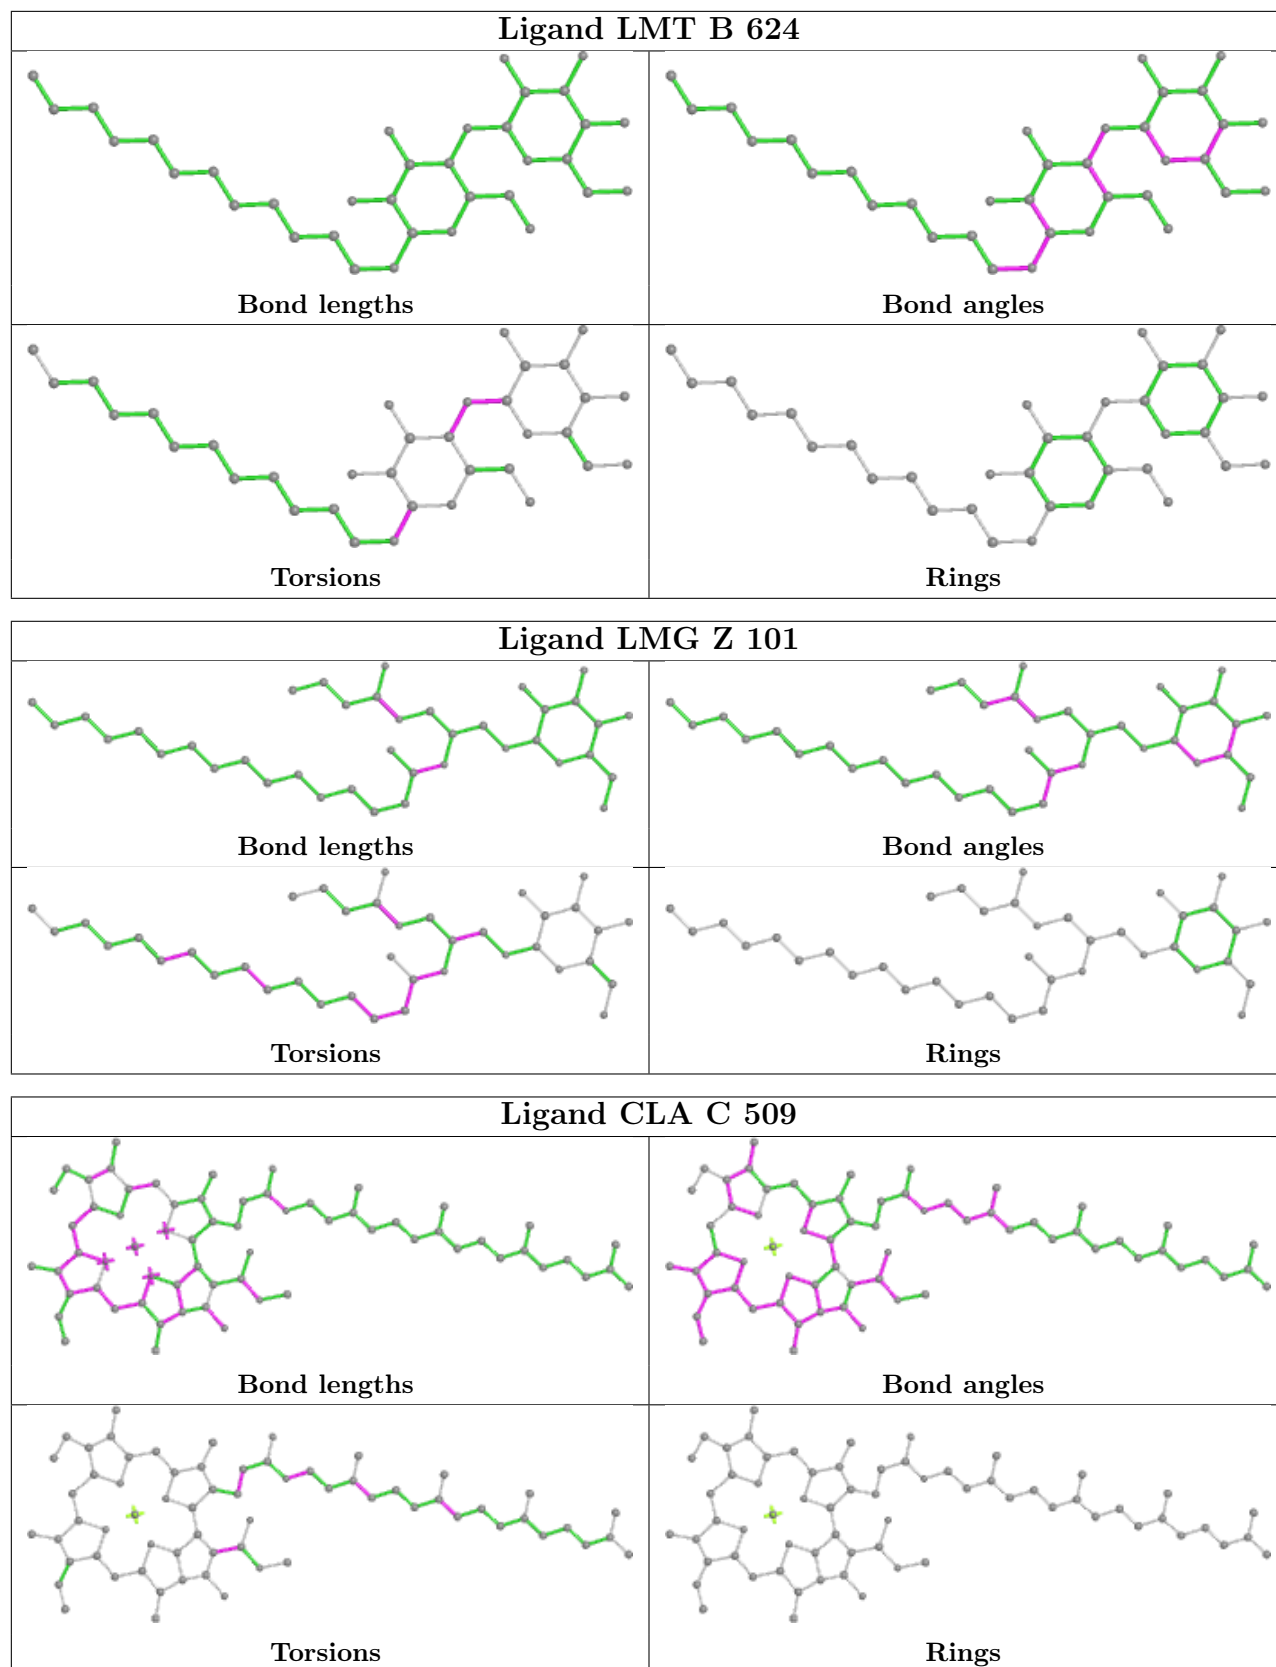 Ligand LMT B 624
Bond lengths
Bond angles
Torsions
Rings
Ligand LMG Z 101
Bond lengths
Bond angles
Torsions
Rings
Ligand CLA C 509
Bond lengths
Bond angles
Torsions
Rings